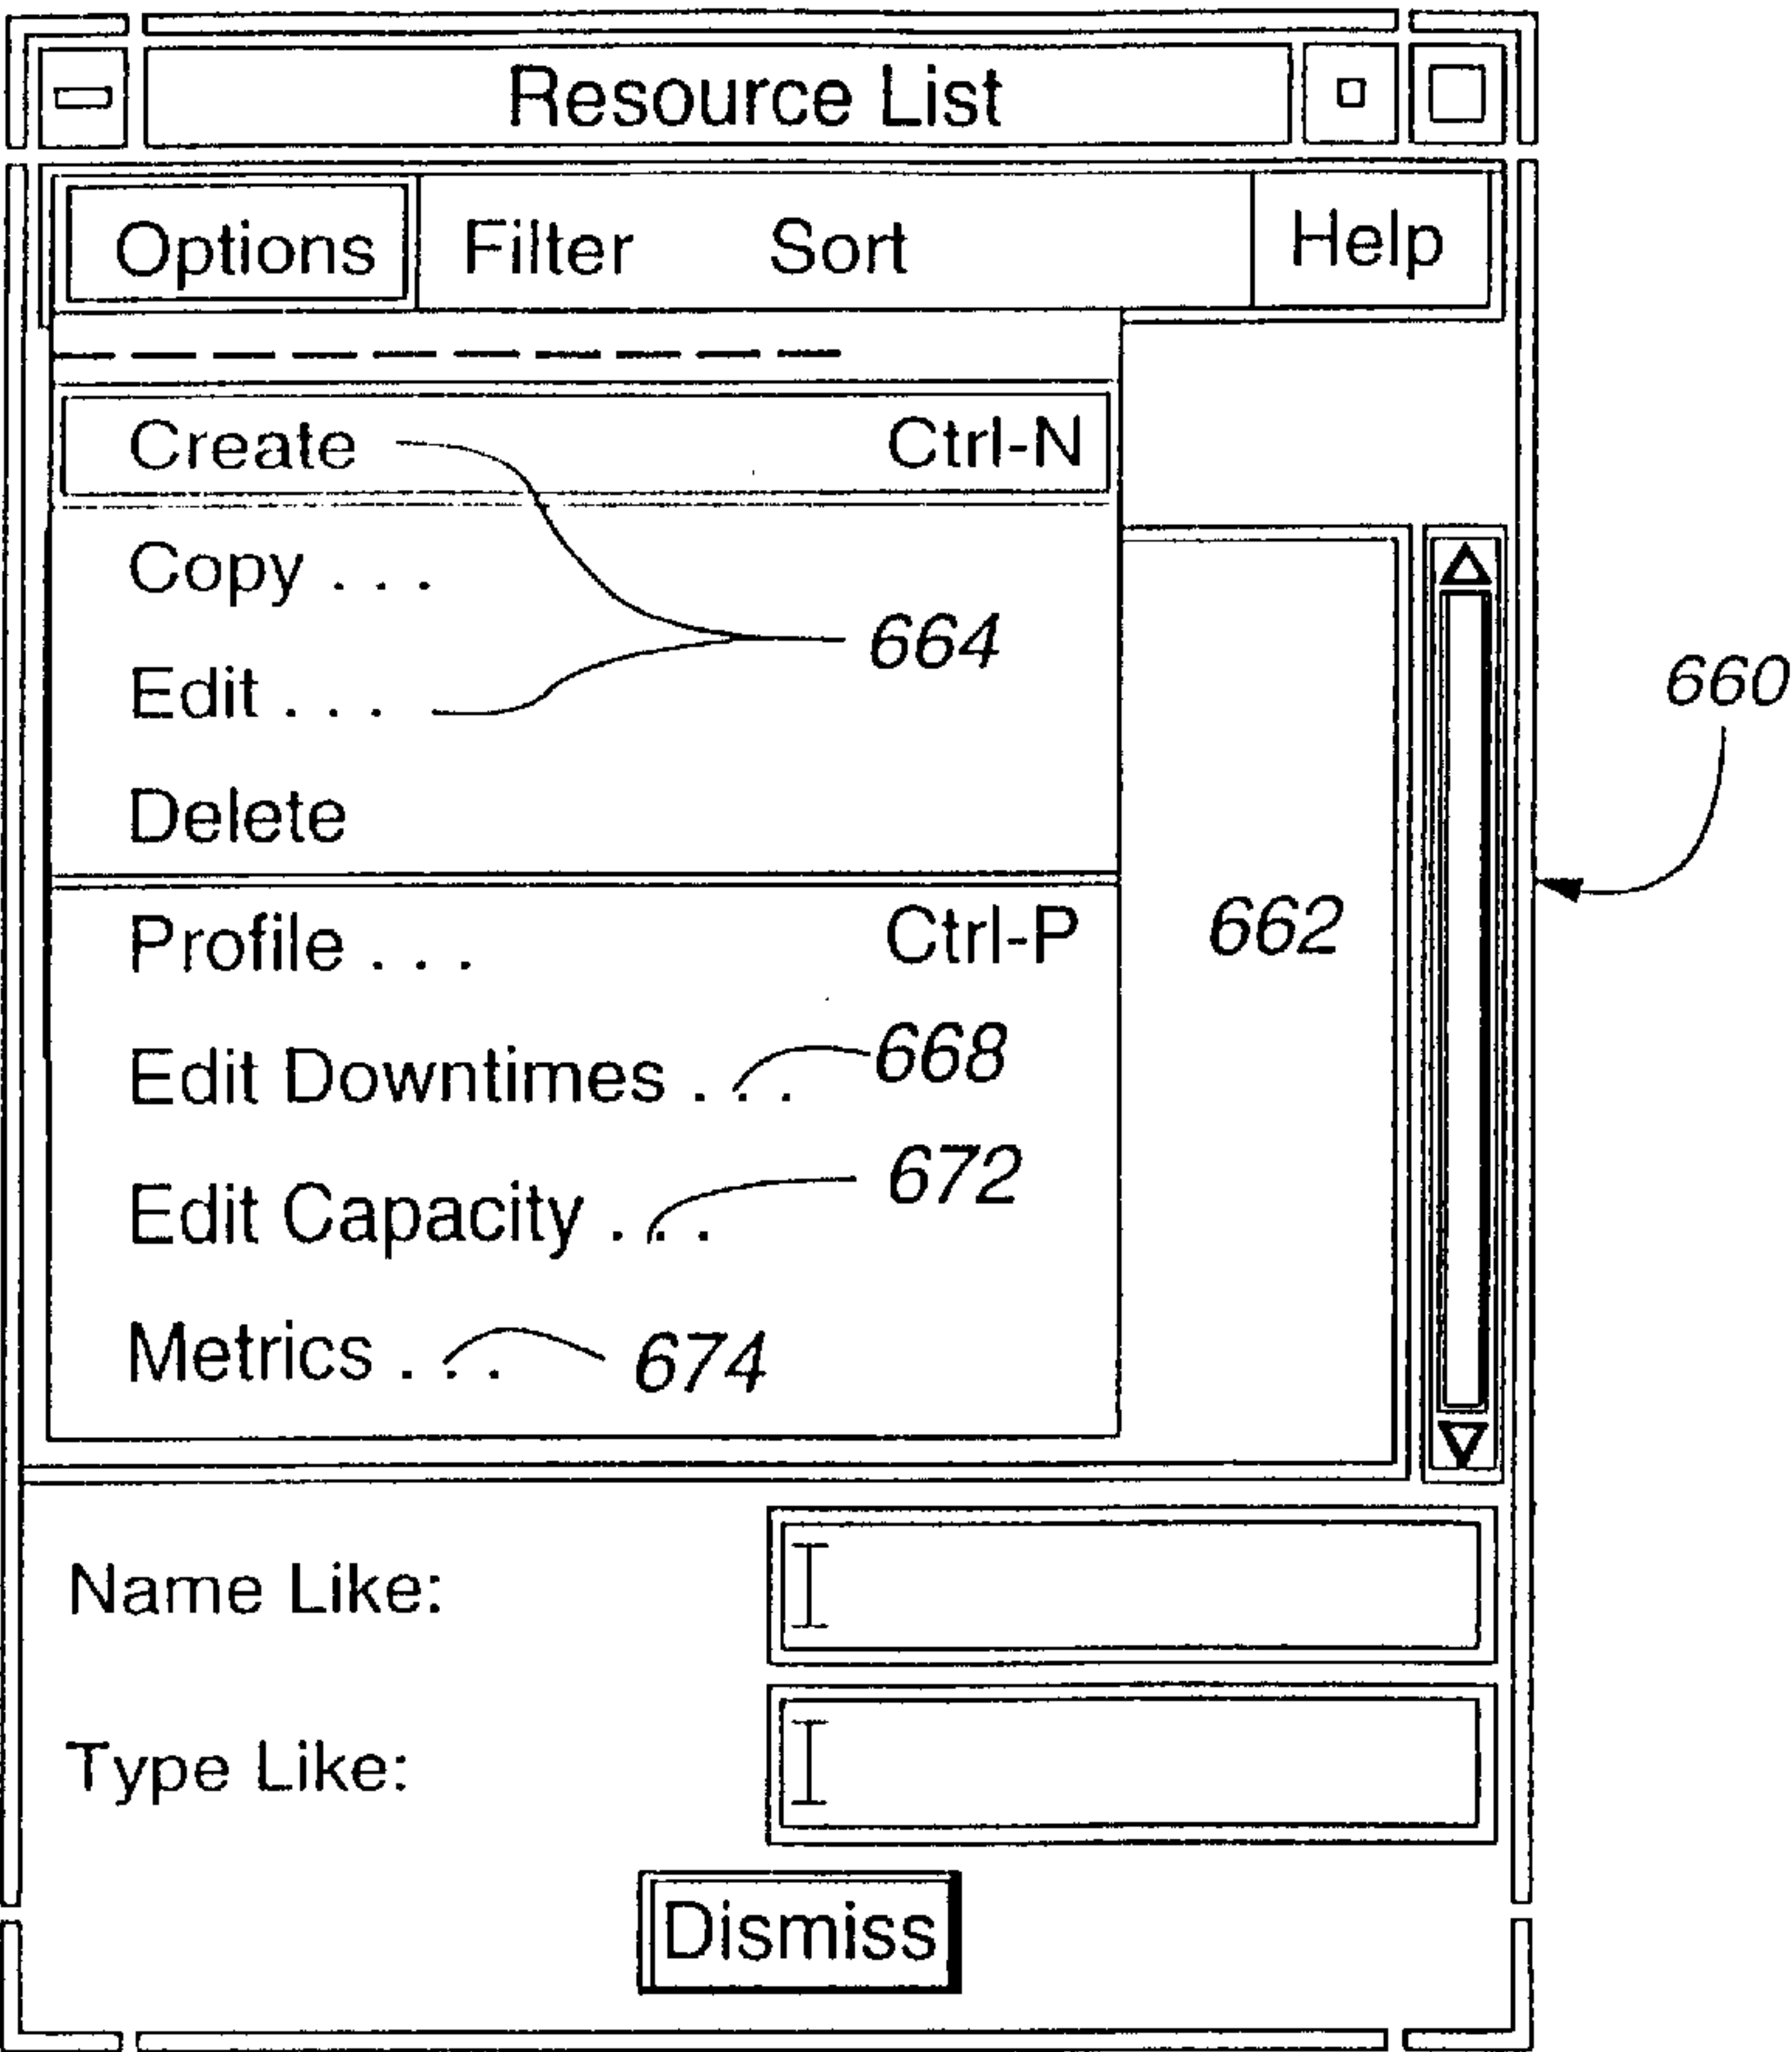 Resource List
Options Filter Sort Help
Create Ctrl-N
Copy . . .
664
Edit . . .
660
Delete
Profile . . . Ctrl-P
662
Edit Downtimes . . . 668
Edit Capacity . . . 672
Metrics . . . 674
Name Like:
Type Like:
Dismiss